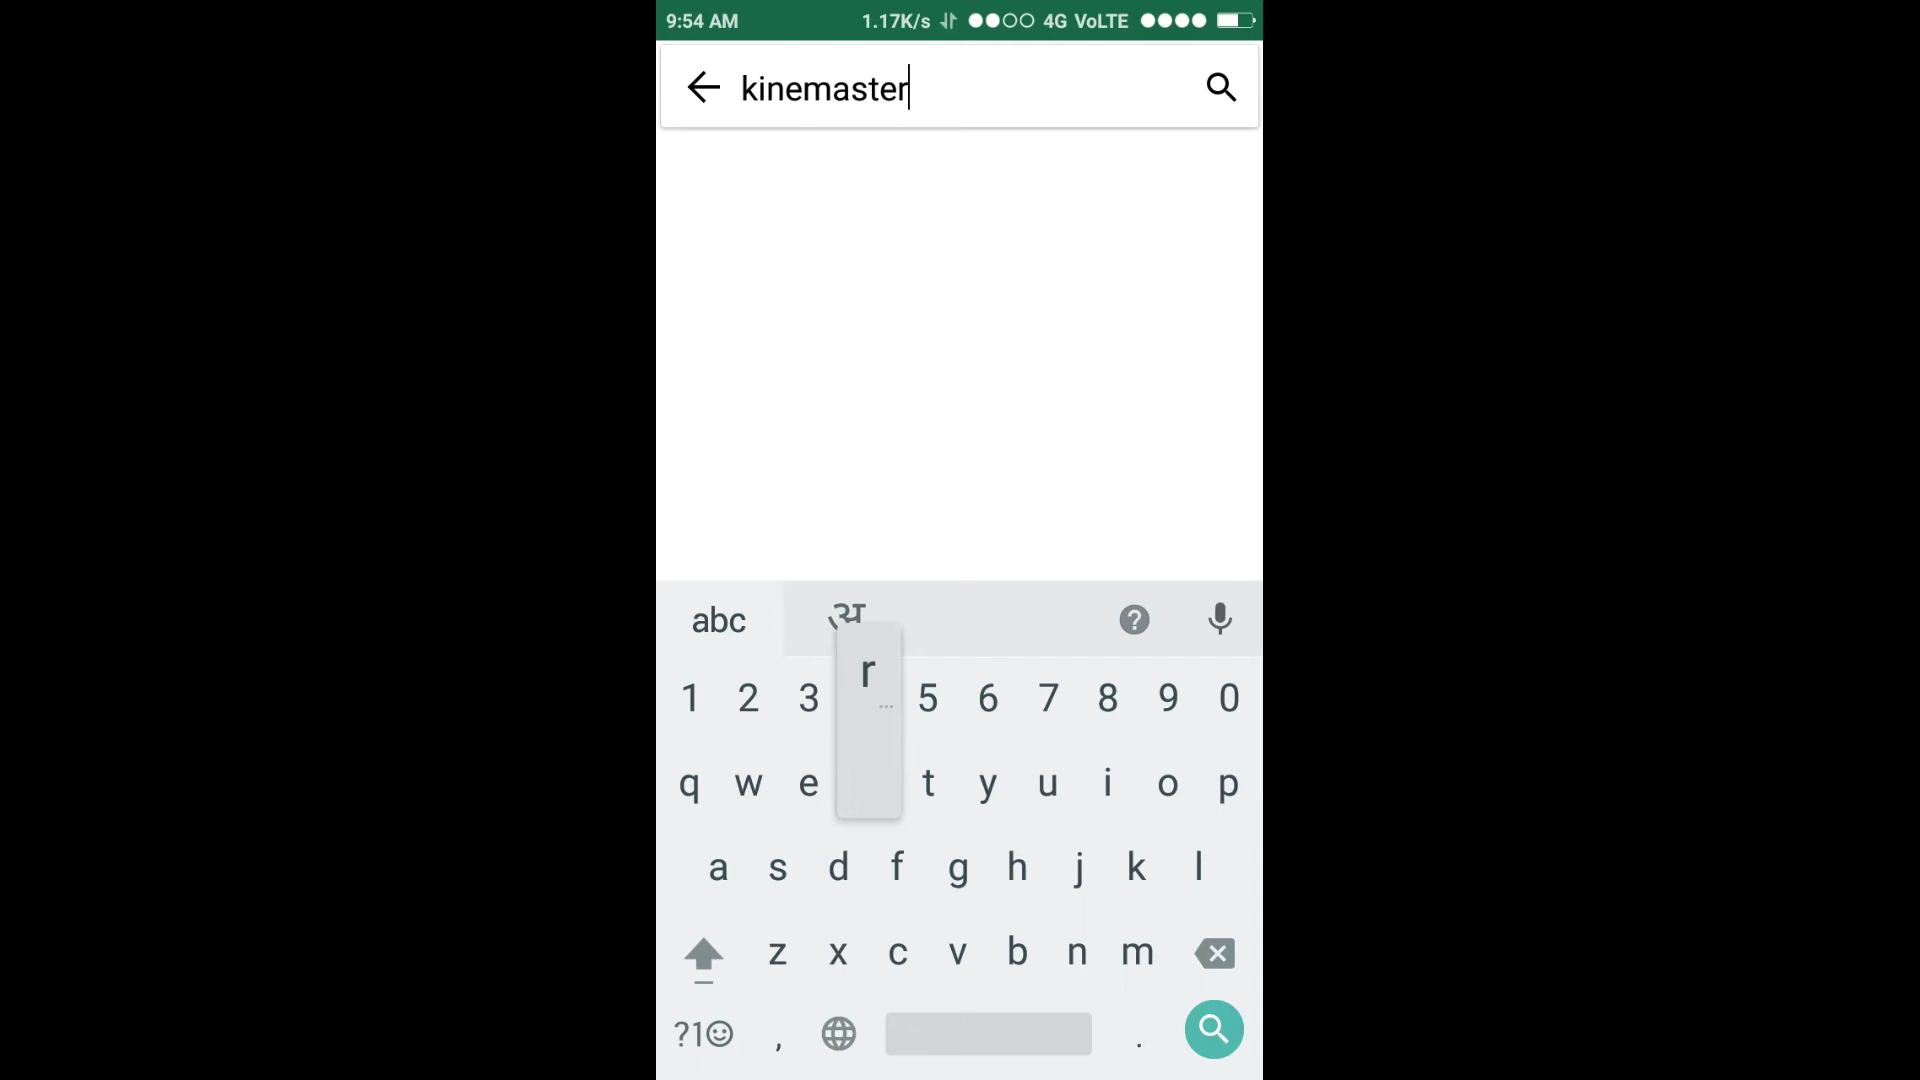 9:54 AM 1.17K/s 4G VoLTE
kinemaster
abc अ ?
r
1 2 3 5 6 7 8 9 0
q w e t y u i o p
a s d f g h j k l
z x c v b n m
?1☺ , .